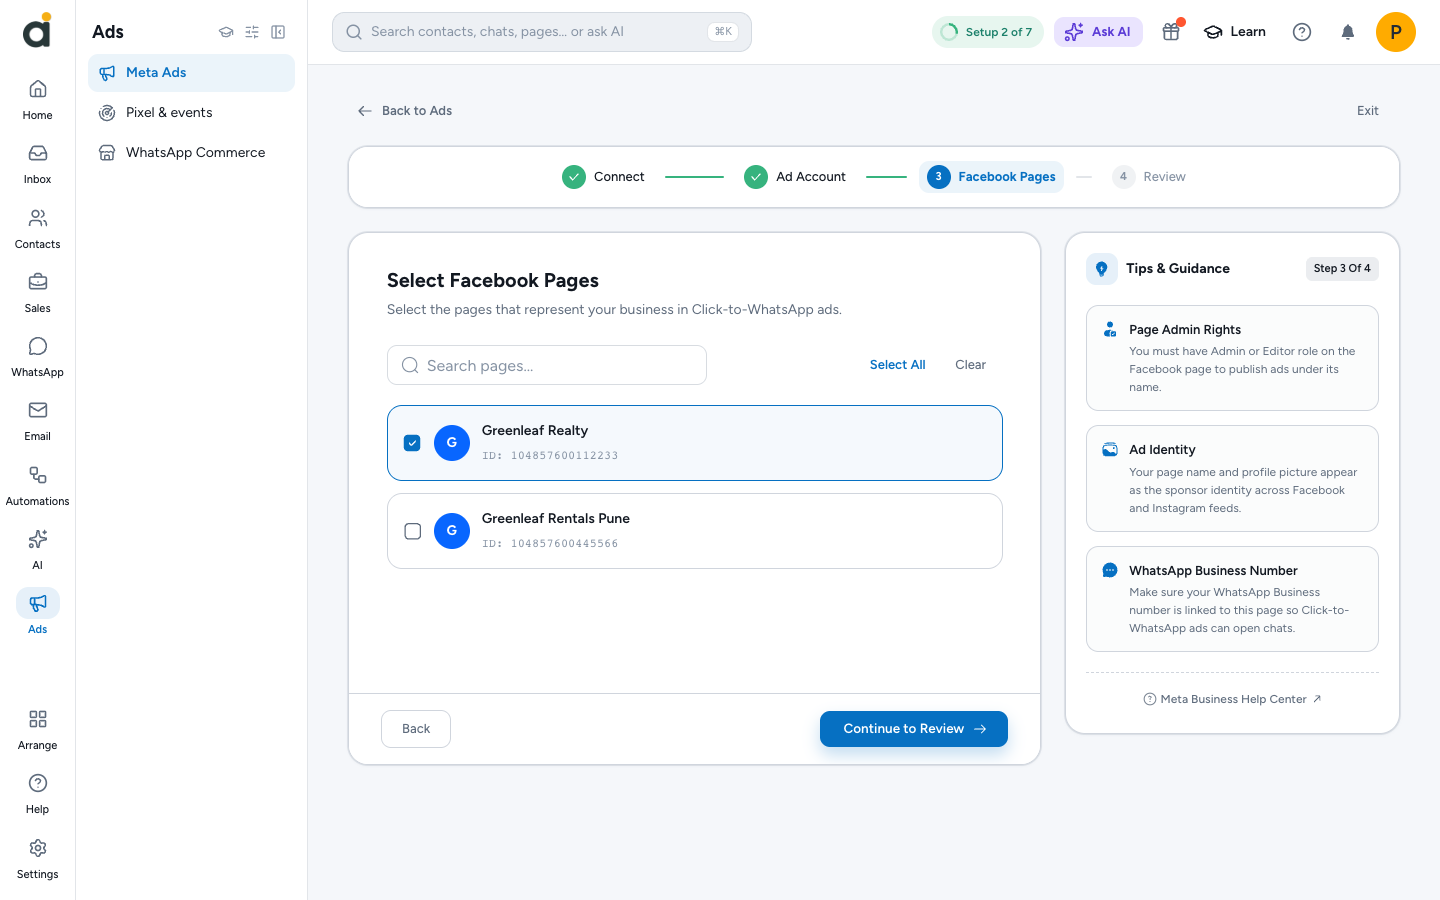 Ads
Search contacts, chats, pages... or ask AI
⌘K
Setup 2 of 7
Ask AI
Learn
P
Home
Inbox
Contacts
Sales
WhatsApp
Email
Automations
AI
Ads
Arrange
Help
Settings
Meta Ads
Pixel & events
WhatsApp Commerce
Back to Ads
Exit
Connect
Ad Account
3
Facebook Pages
4
Review
Select Facebook Pages
Select the pages that represent your business in Click-to-WhatsApp ads.
Search pages...
Select All
Clear
G
Greenleaf Realty
ID: 104857600112233
G
Greenleaf Rentals Pune
ID: 104857600445566
Back
Continue to Review
Tips & Guidance
Step 3 Of 4
Page Admin Rights
You must have Admin or Editor role on the
Facebook page to publish ads under its
name.
Ad Identity
Your page name and profile picture appear
as the sponsor identity across Facebook
and Instagram feeds.
WhatsApp Business Number
Make sure your WhatsApp Business
number is linked to this page so Click-to-
WhatsApp ads can open chats.
Meta Business Help Center